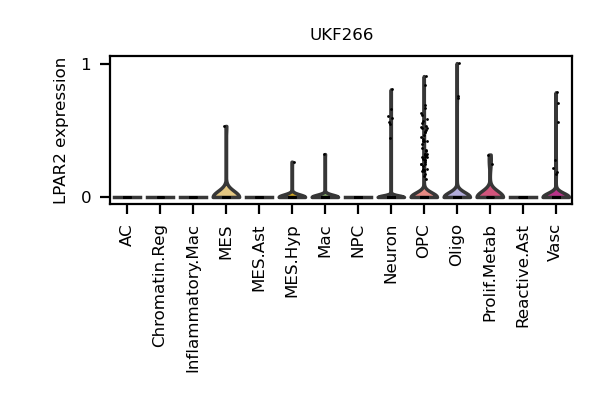 UKF266
LPAR2 expression
1
0
AC
Chromatin.Reg
Inflammatory.Mac
MES
MES.Ast
MES.Hyp
Mac
NPC
Neuron
OPC
Oligo
Prolif.Metab
Reactive.Ast
Vasc